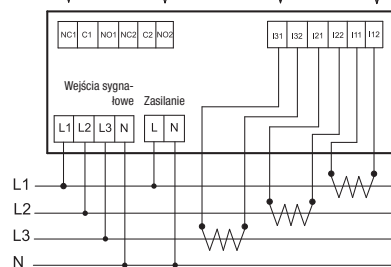 NC1 C1 NO1 NC2 C2 NO2 I31 I32 I21 I22 I11 I12
Wejścia sygna-
łowe Zasilanie
L1 L2 L3 N L N
L1
L2
L3
N